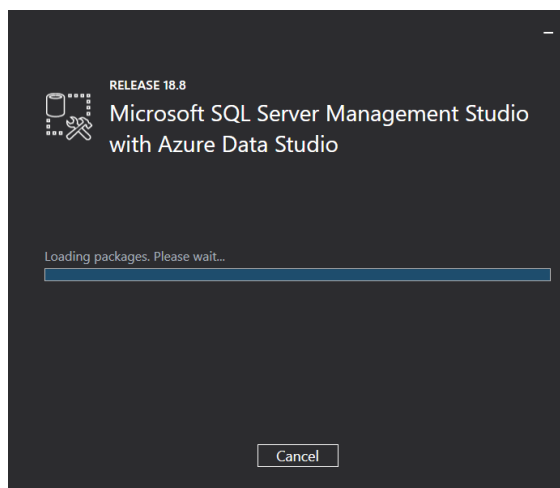 RELEASE 18.8
Microsoft SQL Server Management Studio
with Azure Data Studio
Loading packages. Please wait...
Cancel